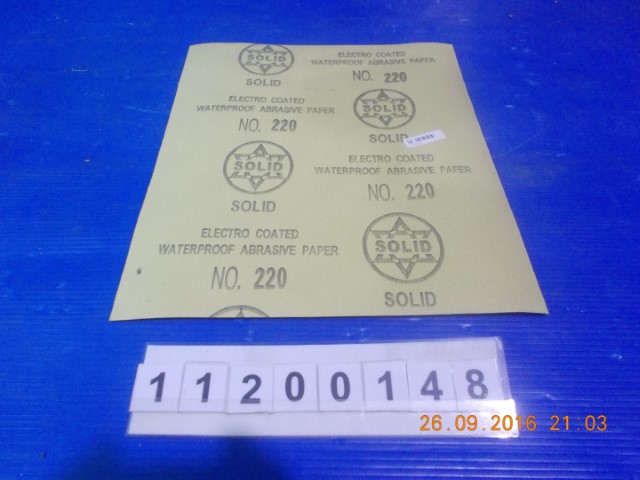 SOLID
SOLID
ELECTRO COATED
WATERPROOF ABRASIVE PAPER
NO. 220
ELECTRO COATED
WATERPROOF ABRASIVE PAPER
NO. 220
SOLID
SOLID
SOLID
SOLID
ELECTRO COATED
WATERPROOF ABRASIVE PAPER
NO. 220
ELECTRO COATED
WATERPROOF ABRASIVE PAPER
NO. 220
SOLID
SOLID
11200148
26.09.2016 21:03